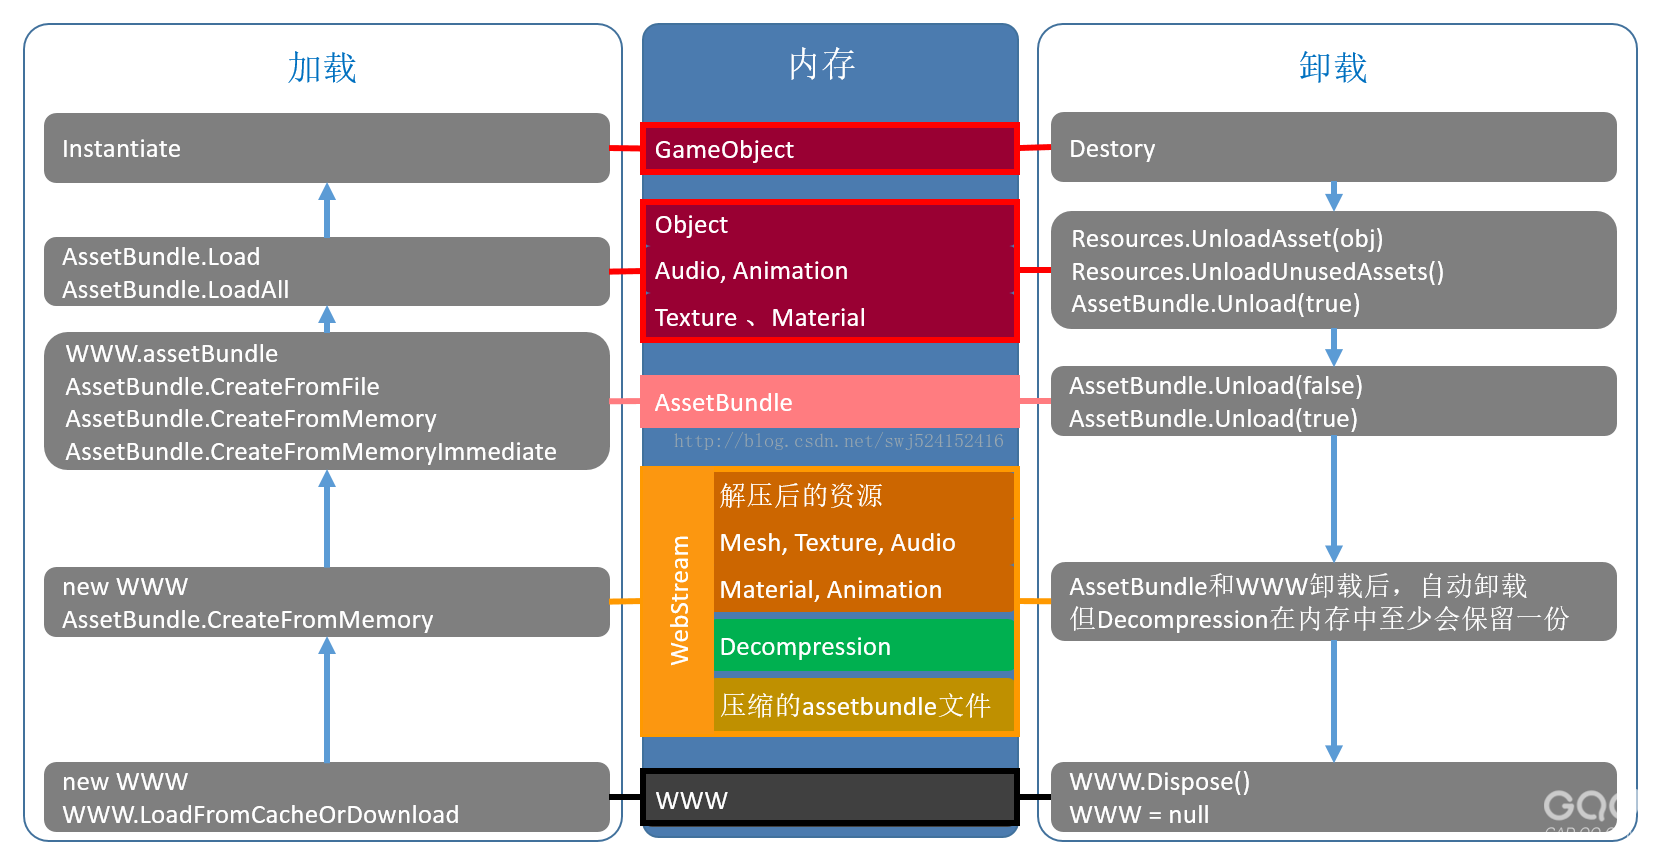 加载
Instantiate
AssetBundle.Load
AssetBundle.LoadAll
WWW.assetBundle
AssetBundle.CreateFromFile
AssetBundle.CreateFromMemory
AssetBundle.CreateFromMemoryImmediate
new WWW
AssetBundle.CreateFromMemory
new WWW
WWW.LoadFromCacheOrDownload
内存
GameObject
Object
Audio, Animation
Texture 、Material
AssetBundle
http://blog.csdn.net/swj524152416
WebStream
解压后的资源
Mesh, Texture, Audio
Material, Animation
Decompression
压缩的assetbundle文件
WWW
卸载
Destory
Resources.UnloadAsset(obj)
Resources.UnloadUnusedAssets()
AssetBundle.Unload(true)
AssetBundle.Unload(false)
AssetBundle.Unload(true)
AssetBundle和WWW卸载后，自动卸载
但Decompression在内存中至少会保留一份
WWW.Dispose()
WWW = null